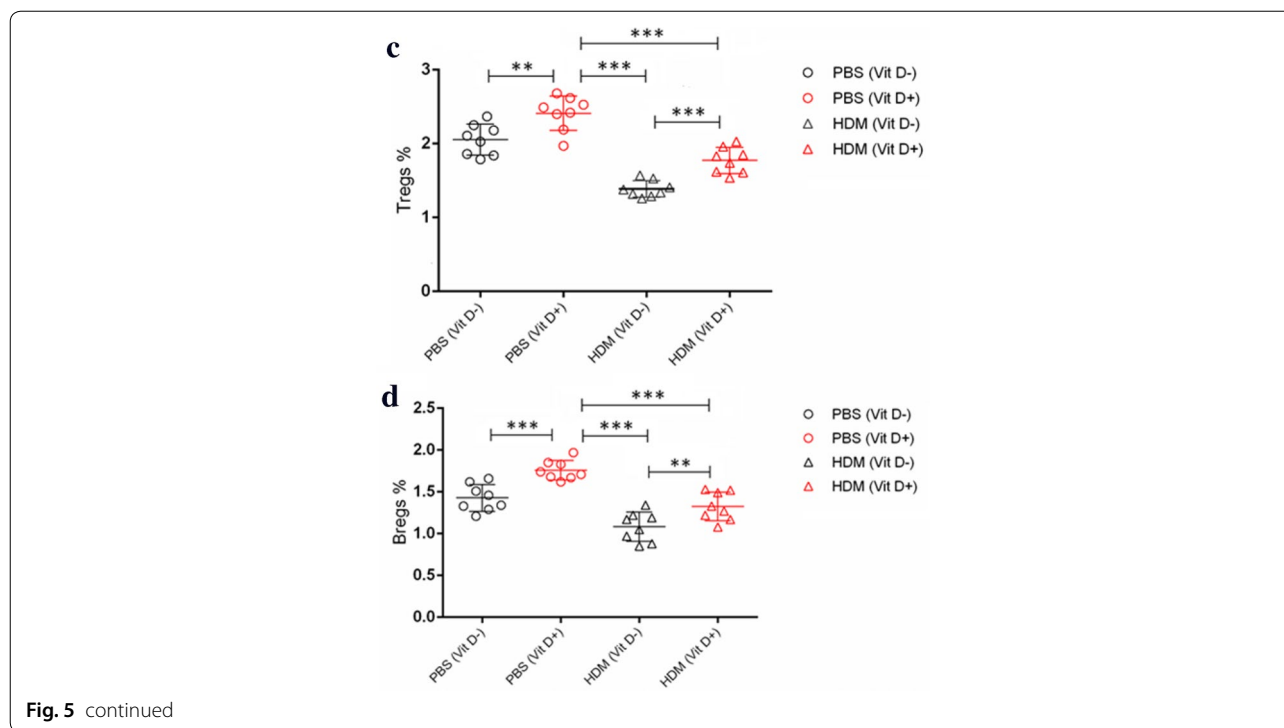 c
***
**
***
***
3
2
1
0
Tregs %
PBS (Vit D-)
PBS (Vit D+)
HDM (Vit D-)
HDM (Vit D+)
PBS (Vit D-)
PBS (Vit D+)
HDM (Vit D-)
HDM (Vit D+)
d
***
***
***
**
2.5
2.0
1.5
1.0
0.5
0.0
Bregs %
PBS (Vit D-)
PBS (Vit D+)
HDM (Vit D-)
HDM (Vit D+)
PBS (Vit D-)
PBS (Vit D+)
HDM (Vit D-)
HDM (Vit D+)
Fig. 5 continued